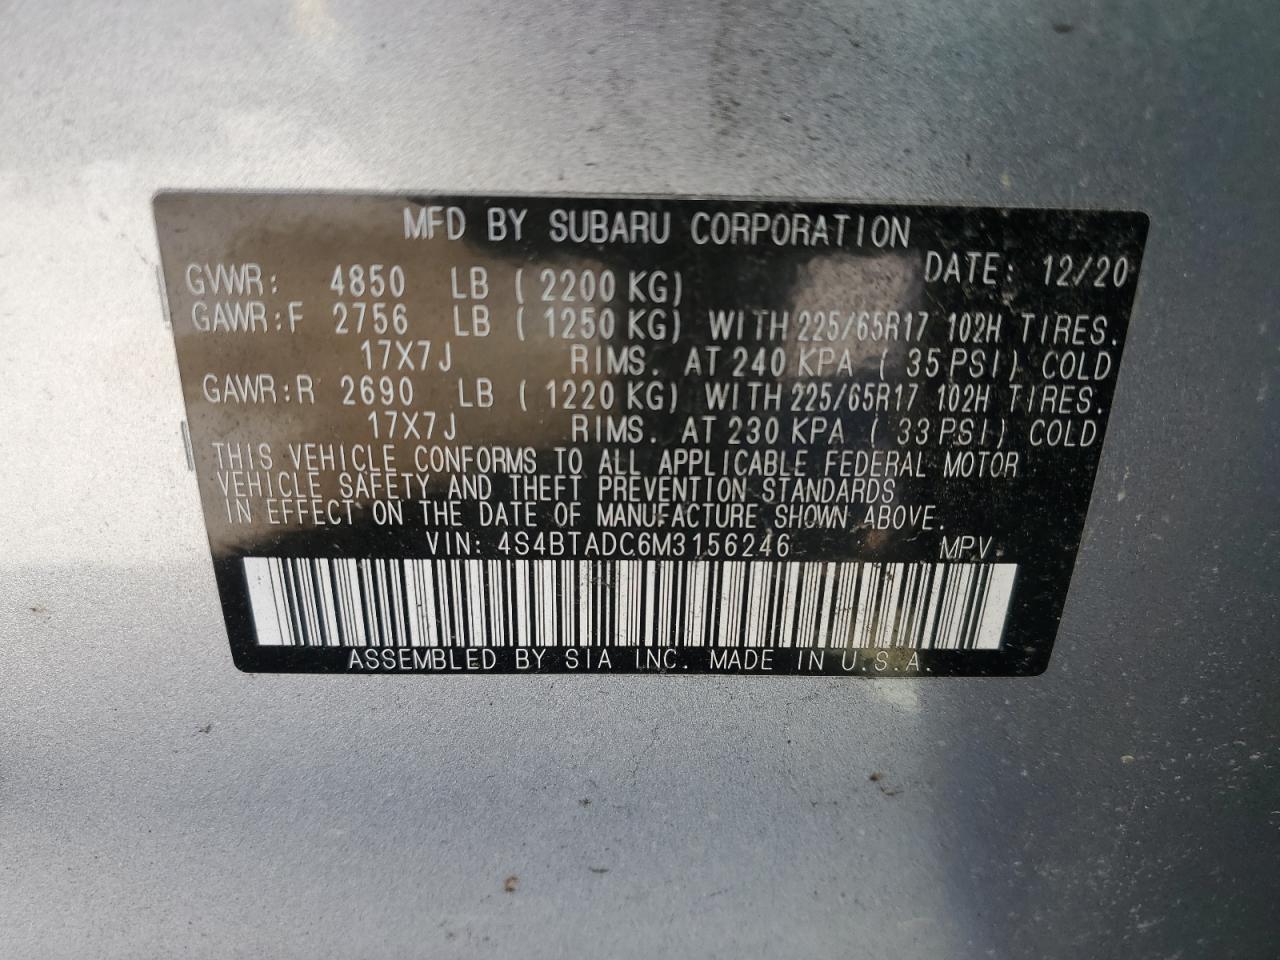 MFD BY SUBARU CORPORATION
DATE: 12/20
GVWR: 4850 LB ( 2200 KG)
GAWR:F 2756 LB ( 1250 KG) WITH 225/65R17 102H TIRES.
17X7J RIMS. AT 240 KPA ( 35 PSI) COLD
GAWR:R 2690 LB ( 1220 KG) WITH 225/65R17 102H TIRES.
17X7J RIMS. AT 230 KPA ( 33 PSI) COLD
THIS VEHICLE CONFORMS TO ALL APPLICABLE FEDERAL MOTOR
VEHICLE SAFETY AND THEFT PREVENTION STANDARDS
IN EFFECT ON THE DATE OF MANUFACTURE SHOWN ABOVE.
VIN: 4S4BTADC6M3156246 MPV
ASSEMBLED BY SIA INC. MADE IN U.S.A.